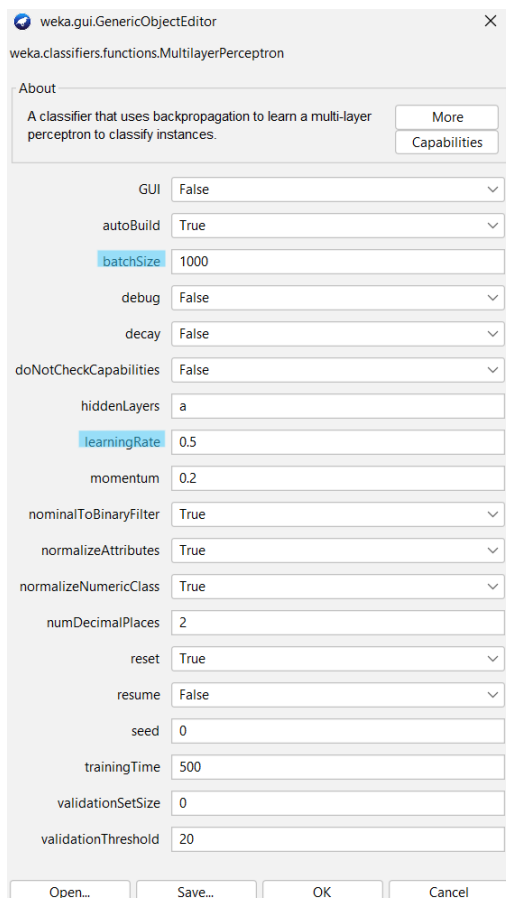 weka.gui.GenericObjectEditor
weka.classifiers.functions.MultilayerPerceptron
About
A classifier that uses backpropagation to learn a multi-layer
perceptron to classify instances.
More
Capabilities
GUI False
autoBuild True
batchSize 1000
debug False
decay False
doNotCheckCapabilities False
hiddenLayers a
learningRate 0.5
momentum 0.2
nominalToBinaryFilter True
normalizeAttributes True
normalizeNumericClass True
numDecimalPlaces 2
reset True
resume False
seed 0
trainingTime 500
validationSetSize 0
validationThreshold 20
Open... Save... OK Cancel